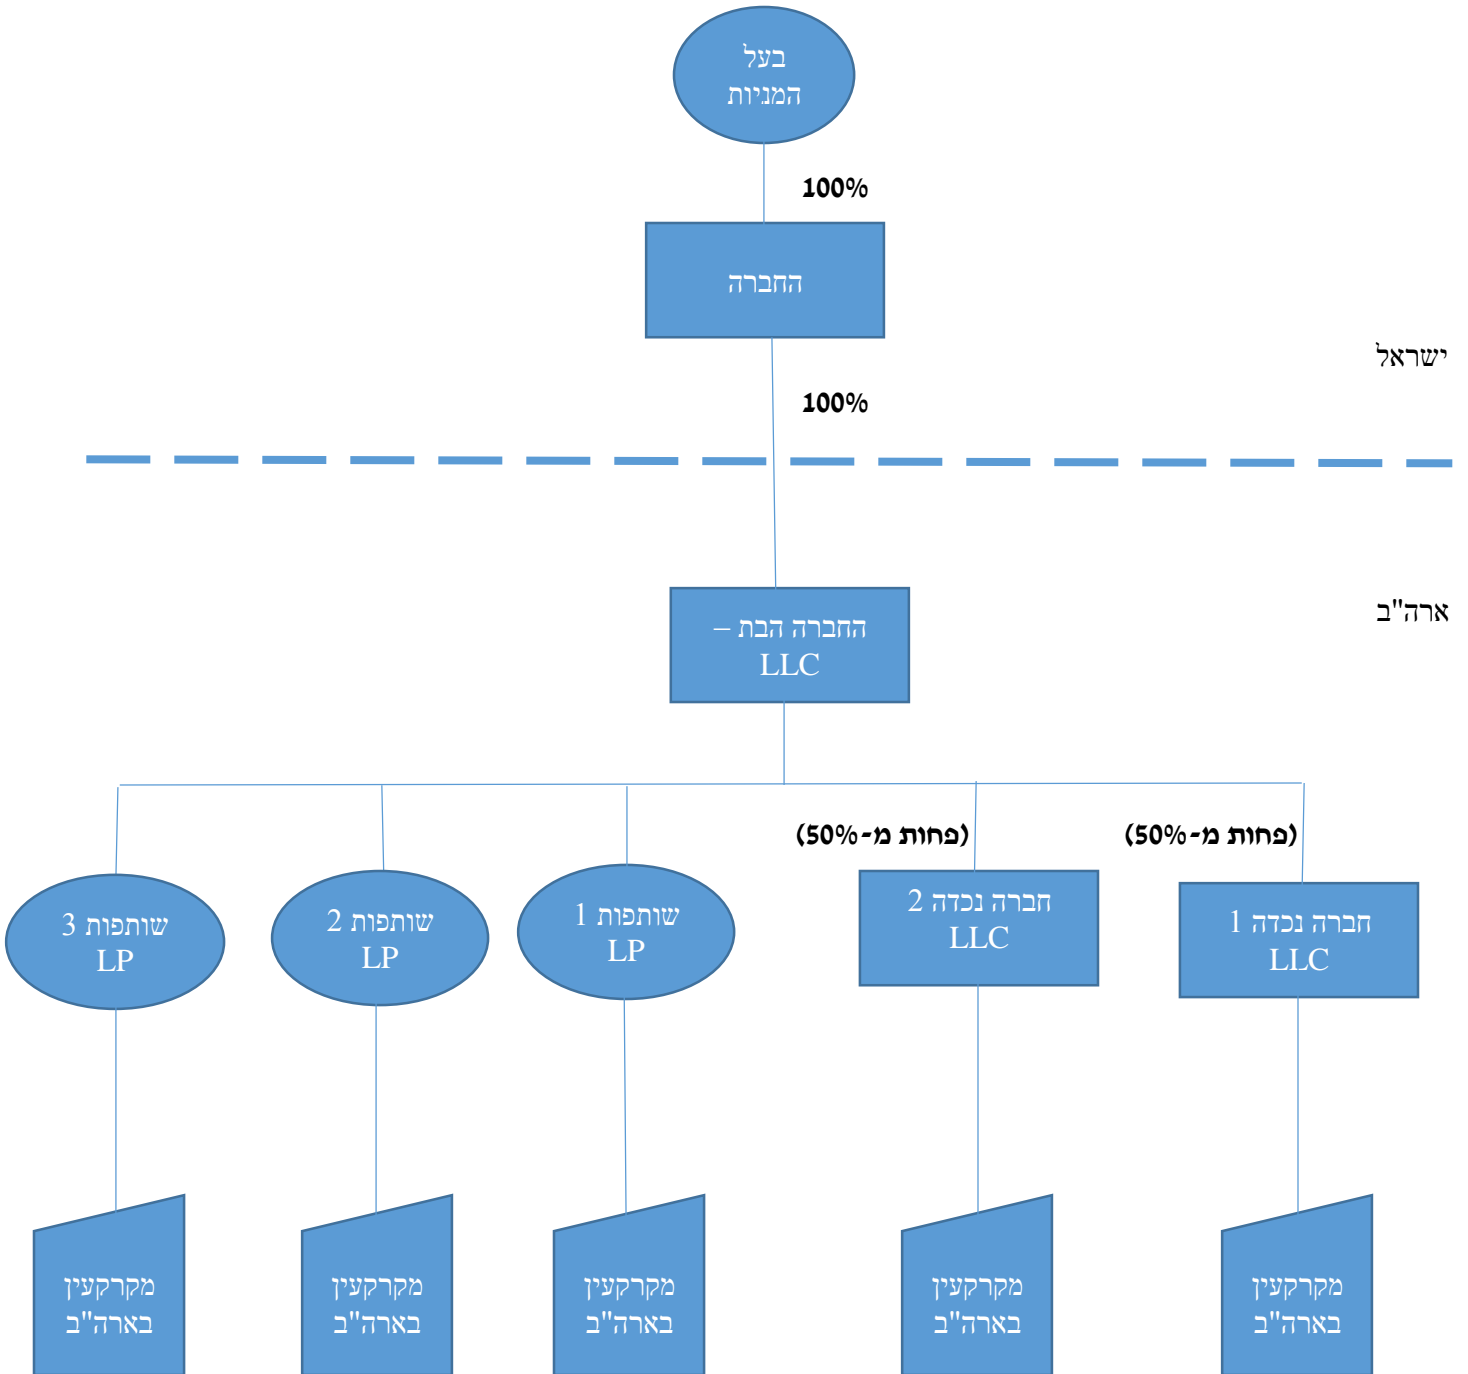 בעל
המניות
100%
החברה
ישראל
100%
ארה"ב
החברה הבת –
LLC
(פחות מ-50%)
(פחות מ-50%)
חברה נכדה 1
LLC
חברה נכדה 2
LLC
שותפות 1
LP
שותפות 2
LP
שותפות 3
LP
מקרקעין
בארה"ב
מקרקעין
בארה"ב
מקרקעין
בארה"ב
מקרקעין
בארה"ב
מקרקעין
בארה"ב